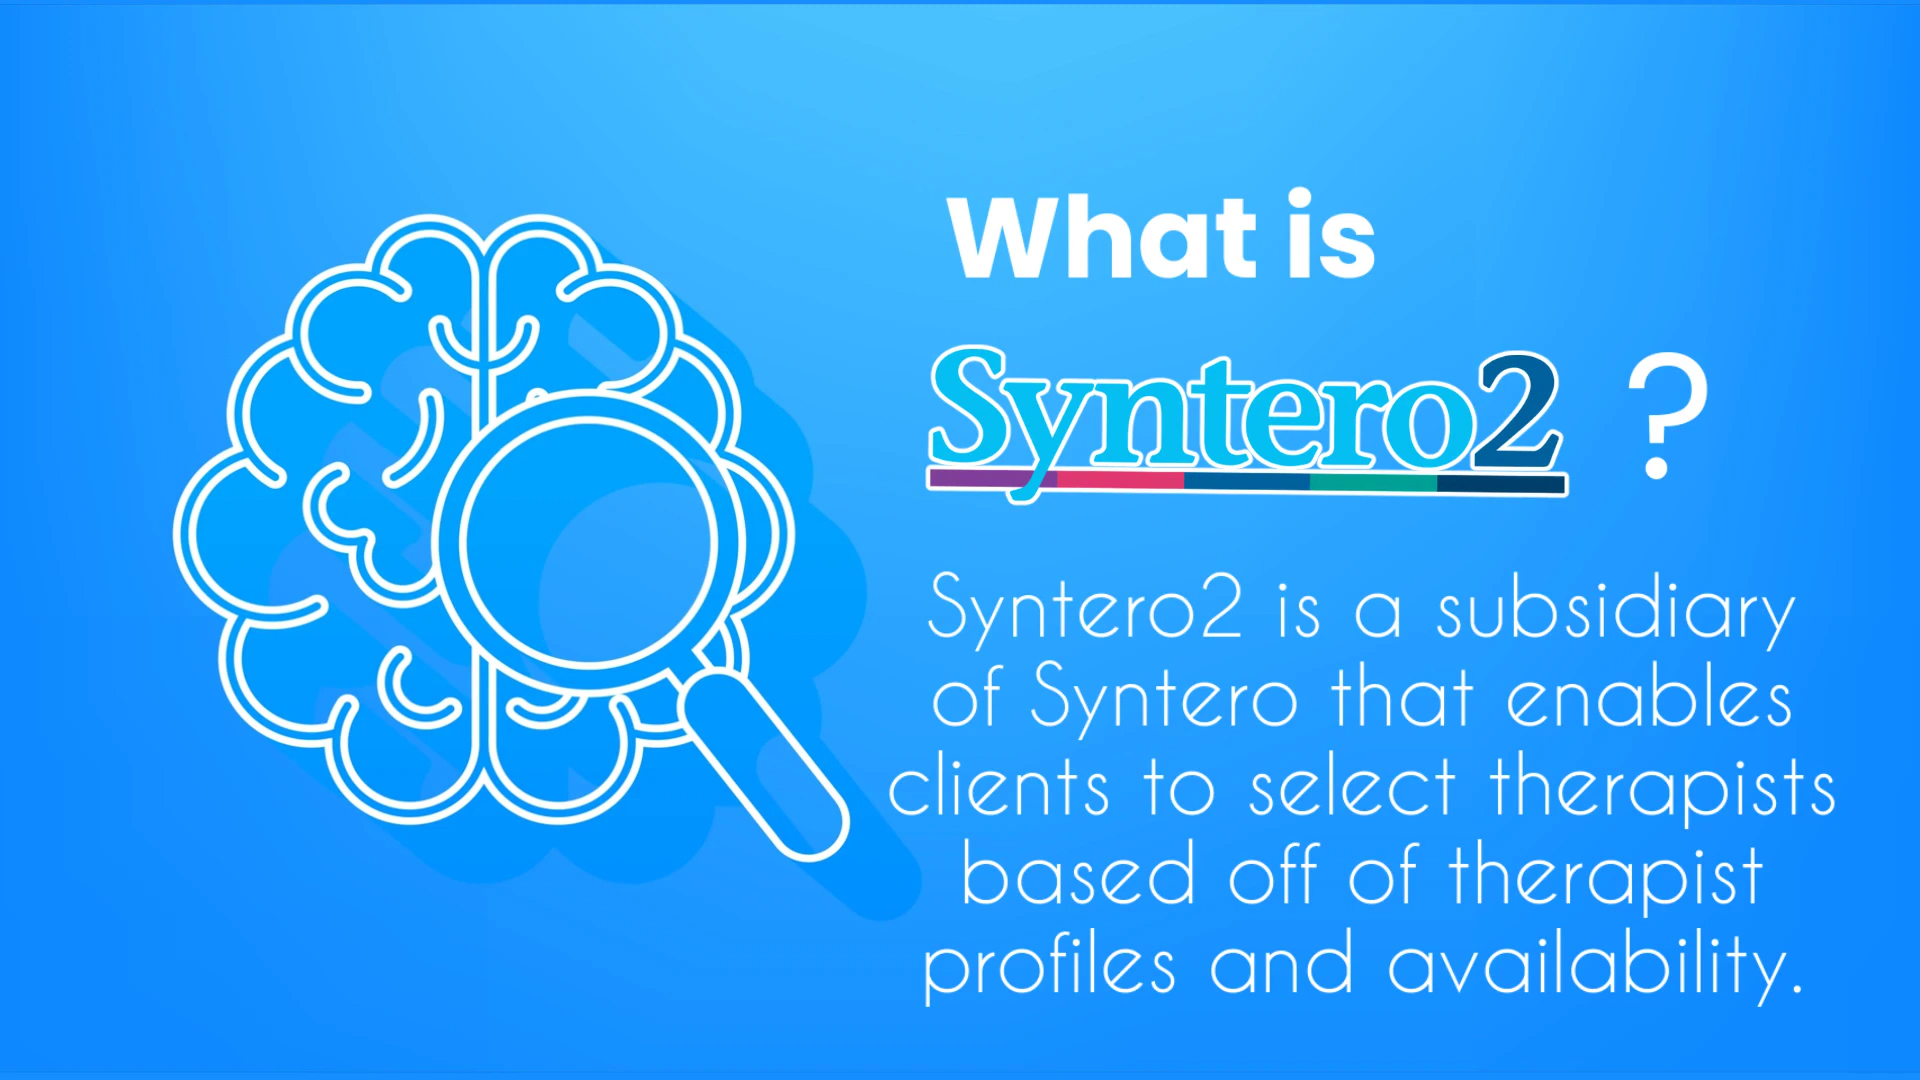 What is
Syntero2 ?
Syntero2 is a subsidiary
of Syntero that enables
clients to select therapists
based off of therapist
profiles and availability.